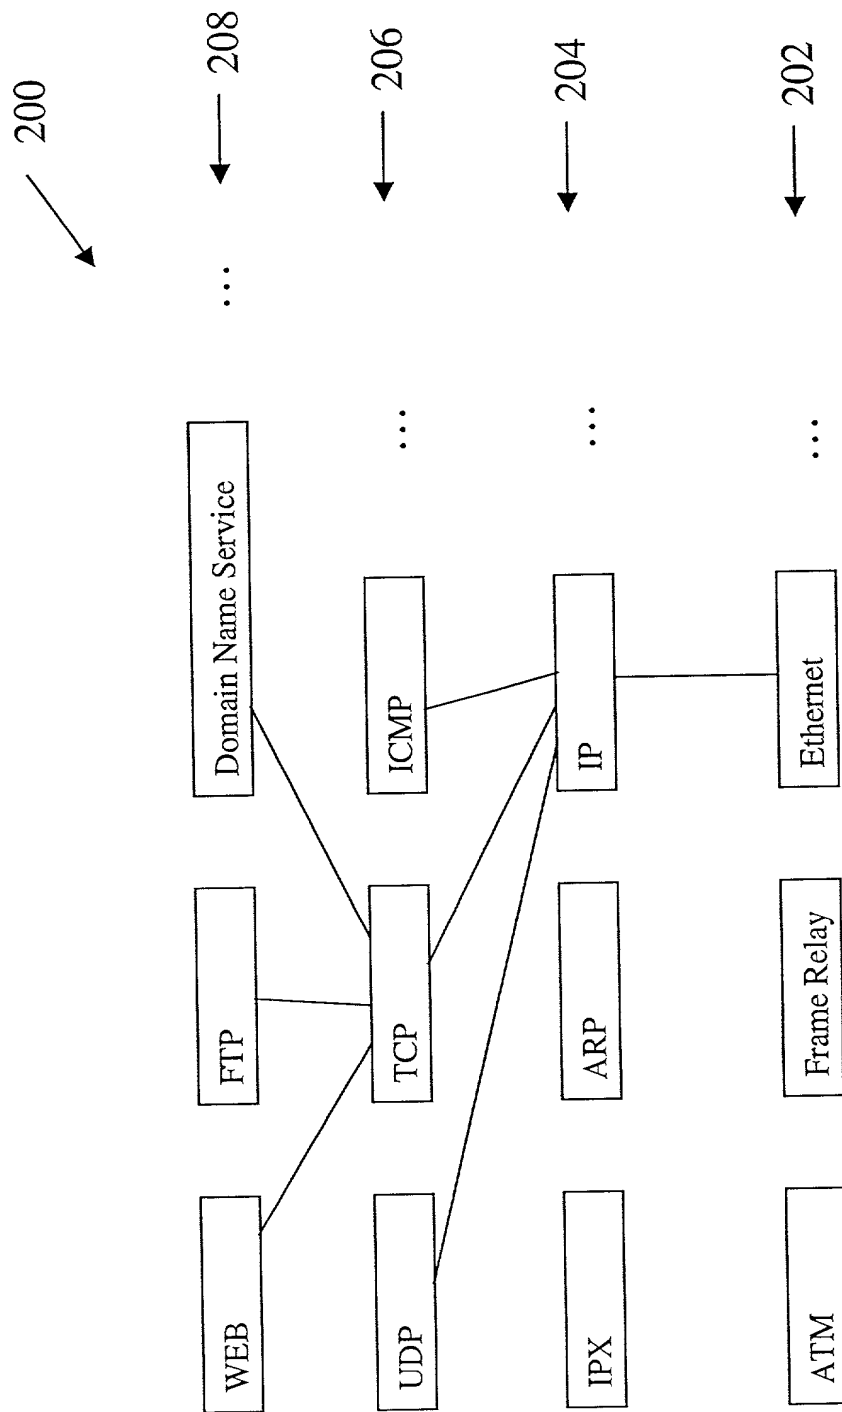 200
WEB FTP Domain Name Service ... 208
UDP TCP ICMP ... 206
IPX ARP IP ... 204
ATM Frame Relay Ethernet ... 202